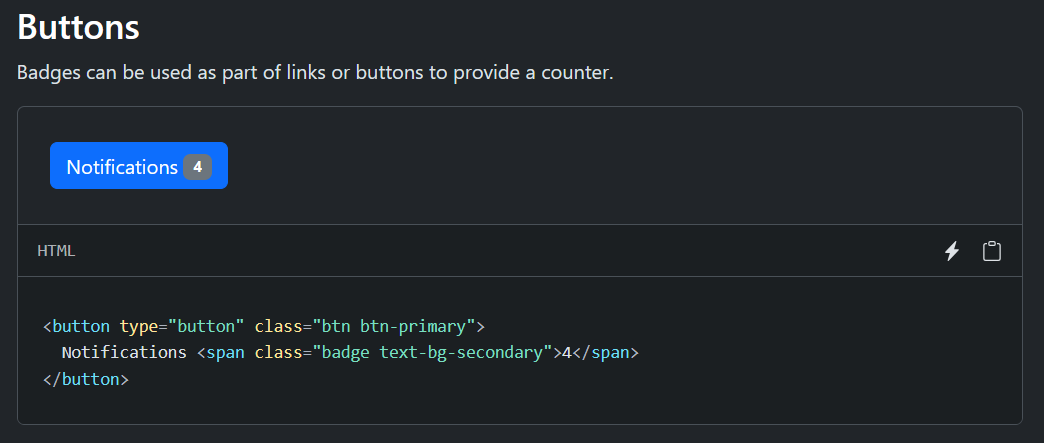 Buttons
Badges can be used as part of links or buttons to provide a counter.
Notifications 4
HTML
<button type="button" class="btn btn-primary">
  Notifications <span class="badge text-bg-secondary">4</span>
</button>